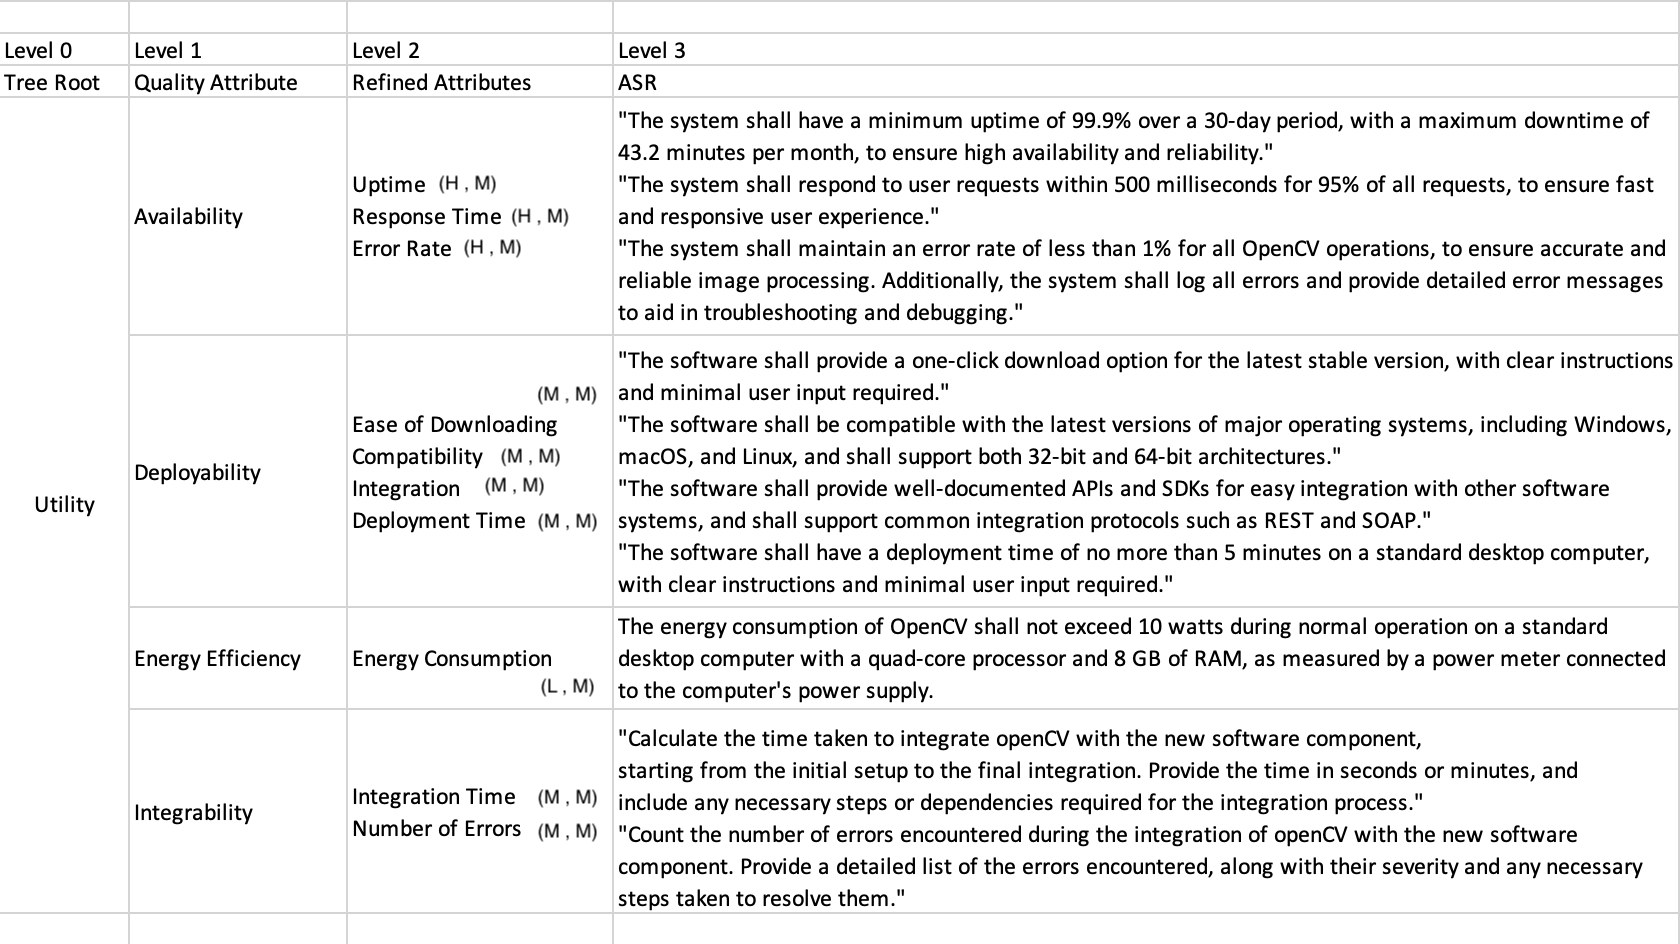 Level 0 Level 1 Level 2 Level 3
Tree Root Quality Attribute Refined Attributes ASR
Utility
Availability
Uptime (H , M)
Response Time (H , M)
Error Rate (H , M)
"The system shall have a minimum uptime of 99.9% over a 30-day period, with a maximum downtime of
43.2 minutes per month, to ensure high availability and reliability."
"The system shall respond to user requests within 500 milliseconds for 95% of all requests, to ensure fast
and responsive user experience."
"The system shall maintain an error rate of less than 1% for all OpenCV operations, to ensure accurate and
reliable image processing. Additionally, the system shall log all errors and provide detailed error messages
to aid in troubleshooting and debugging."
Deployability
(M , M)
Ease of Downloading
Compatibility (M , M)
Integration (M , M)
Deployment Time (M , M)
"The software shall provide a one-click download option for the latest stable version, with clear instructions
and minimal user input required."
"The software shall be compatible with the latest versions of major operating systems, including Windows,
macOS, and Linux, and shall support both 32-bit and 64-bit architectures."
"The software shall provide well-documented APIs and SDKs for easy integration with other software
systems, and shall support common integration protocols such as REST and SOAP."
"The software shall have a deployment time of no more than 5 minutes on a standard desktop computer,
with clear instructions and minimal user input required."
Energy Efficiency
Energy Consumption
(L , M)
The energy consumption of OpenCV shall not exceed 10 watts during normal operation on a standard
desktop computer with a quad-core processor and 8 GB of RAM, as measured by a power meter connected
to the computer's power supply.
Integrability
Integration Time (M , M)
Number of Errors (M , M)
"Calculate the time taken to integrate openCV with the new software component,
starting from the initial setup to the final integration. Provide the time in seconds or minutes, and
include any necessary steps or dependencies required for the integration process."
"Count the number of errors encountered during the integration of openCV with the new software
component. Provide a detailed list of the errors encountered, along with their severity and any necessary
steps taken to resolve them."